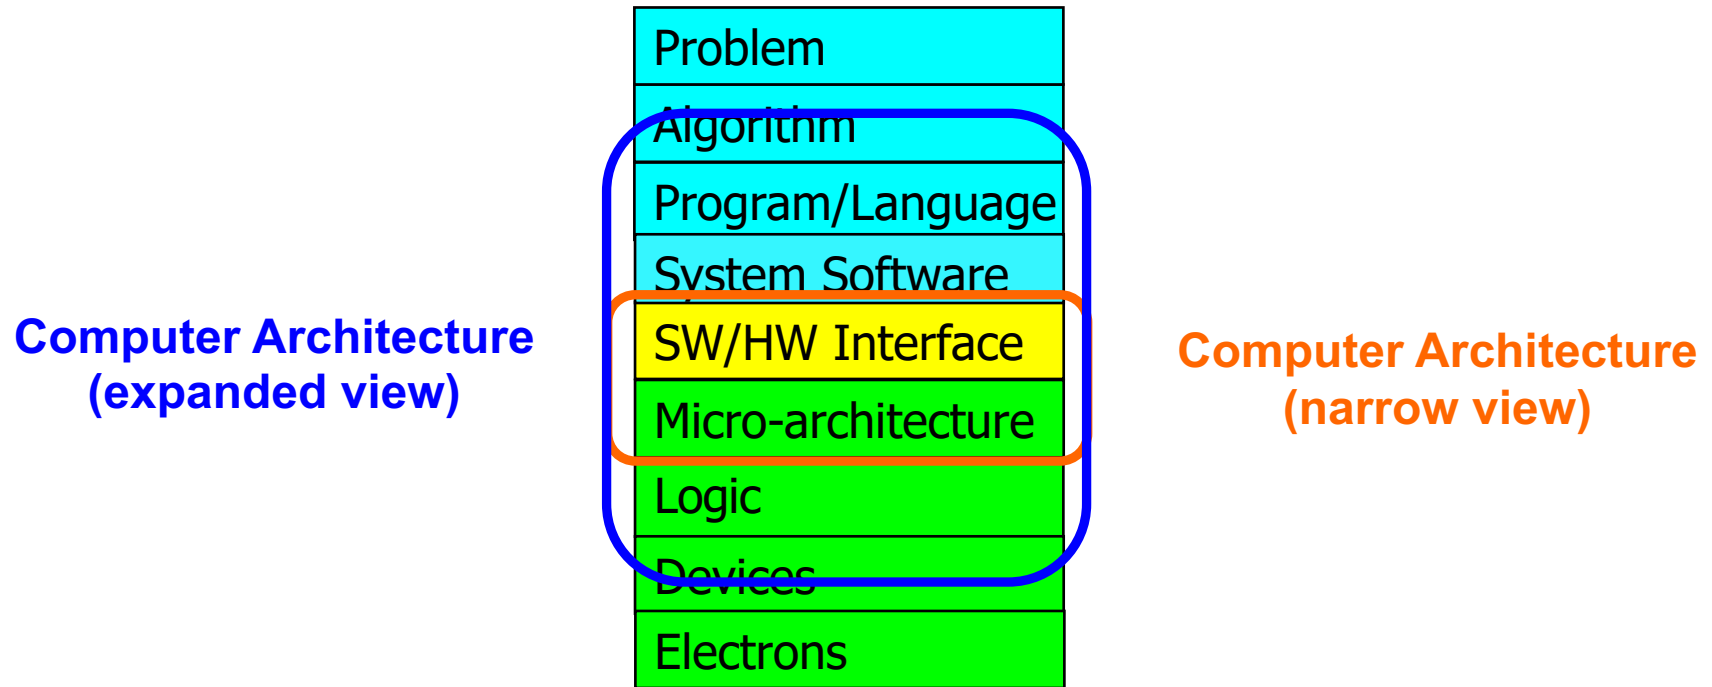 Problem
Algorithm
Program/Language
System Software
SW/HW Interface
Micro-architecture
Logic
Devices
Electrons
Computer Architecture
(expanded view)
Computer Architecture
(narrow view)